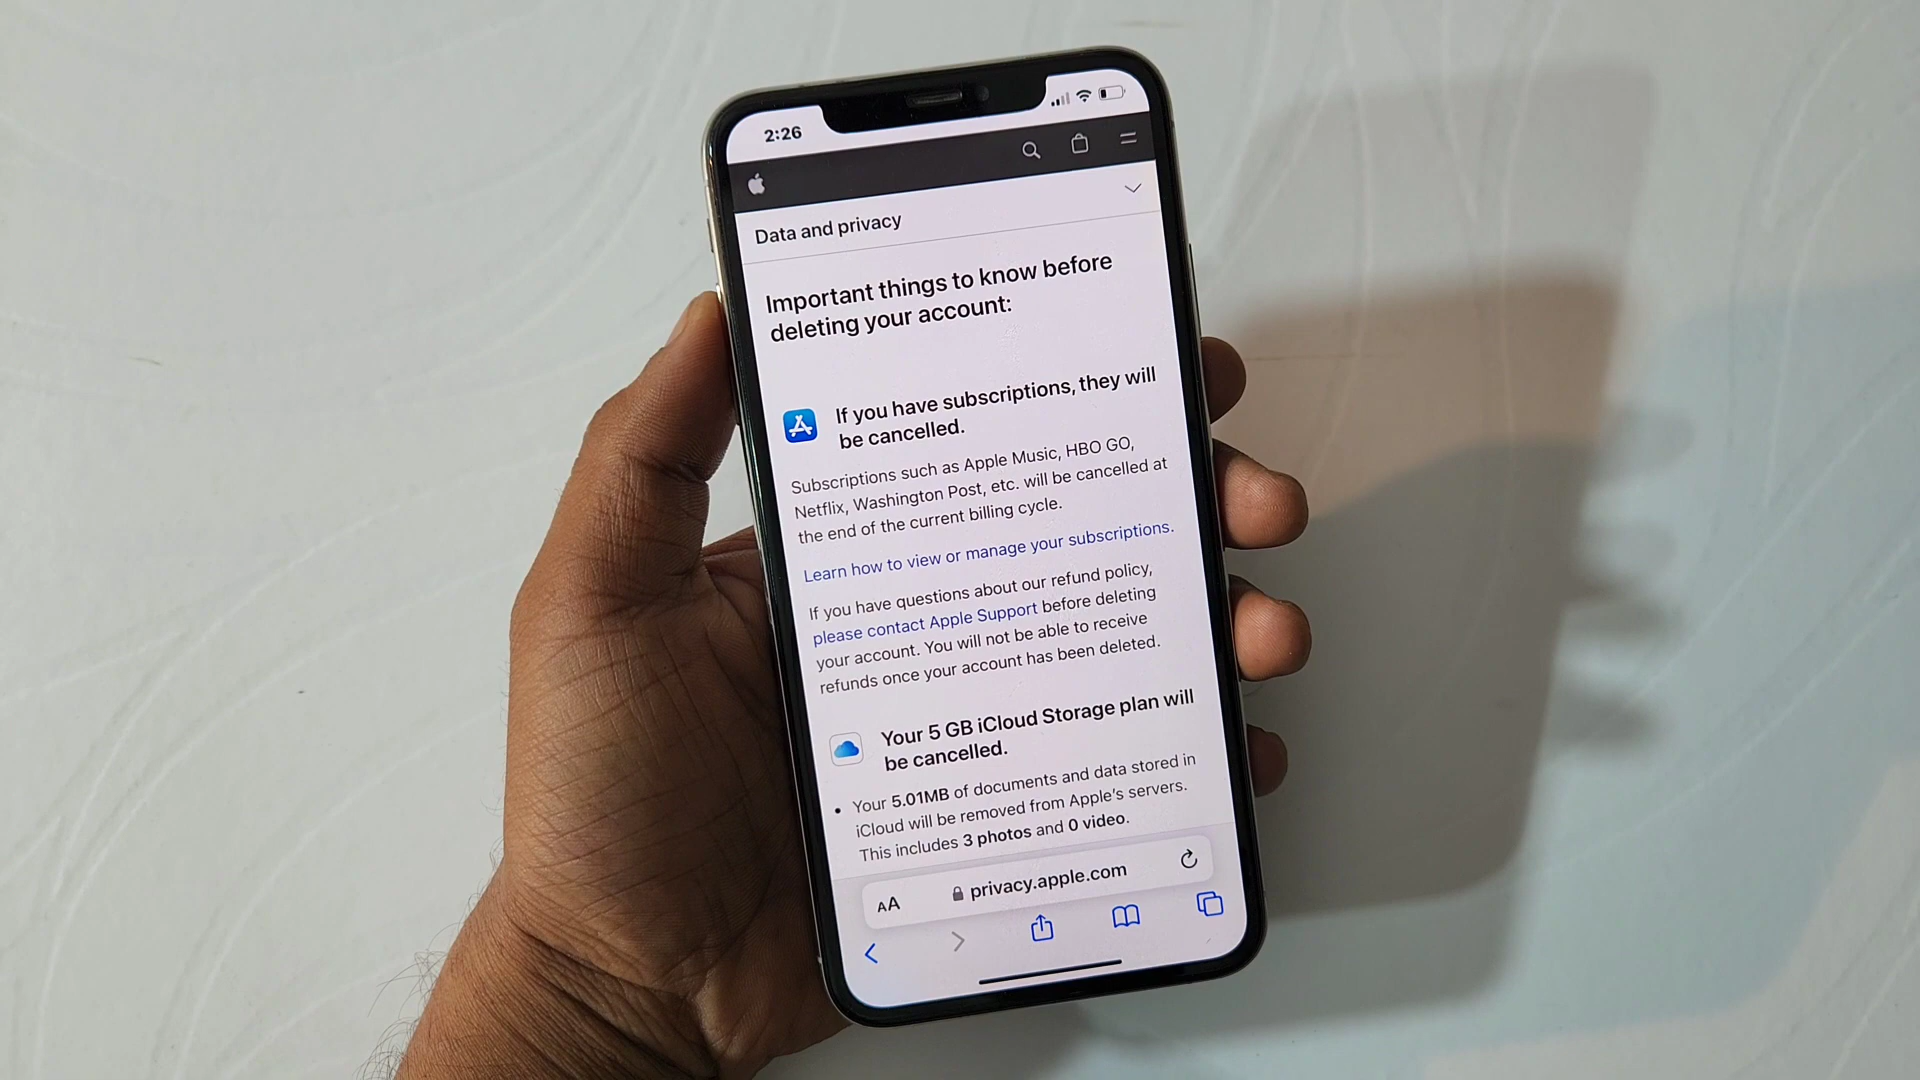 2:26
Data and privacy
Important things to know before
deleting your account:
If you have subscriptions, they will
be cancelled.
Subscriptions such as Apple Music, HBO GO,
Netflix, Washington Post, etc. will be cancelled at
the end of the current billing cycle.
Learn how to view or manage your subscriptions.
If you have questions about our refund policy,
please contact Apple Support before deleting
your account. You will not be able to receive
refunds once your account has been deleted.
Your 5 GB iCloud Storage plan will
be cancelled.
• Your 5.01MB of documents and data stored in
iCloud will be removed from Apple's servers.
This includes 3 photos and 0 video.
AA privacy.apple.com